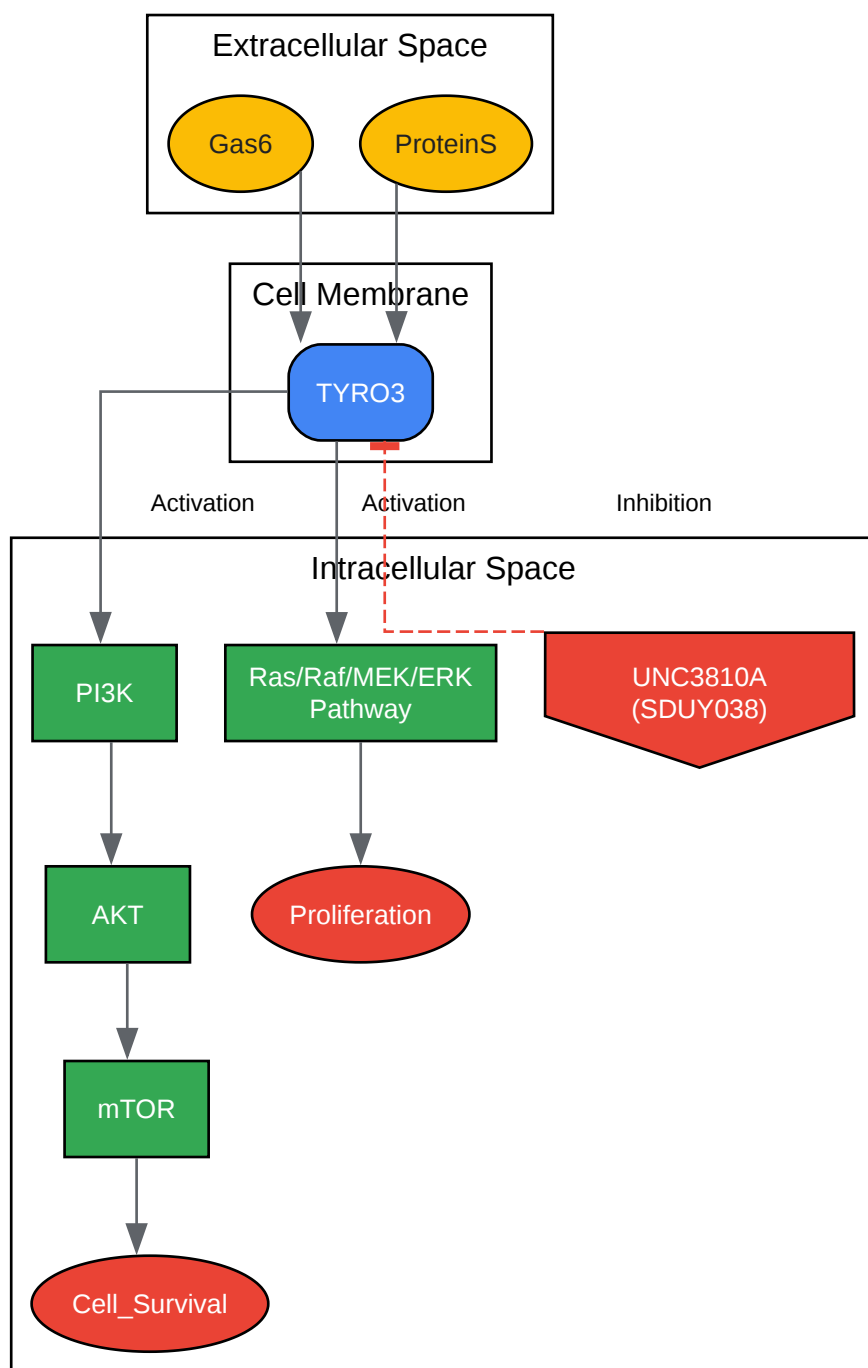 Extracellular Space
Gas6
ProteinS
Cell Membrane
TYRO3
Activation
Activation
Inhibition
Intracellular Space
PI3K
Ras/Raf/MEK/ERK
Pathway
UNC3810A
(SDUY038)
AKT
Proliferation
mTOR
Cell_Survival